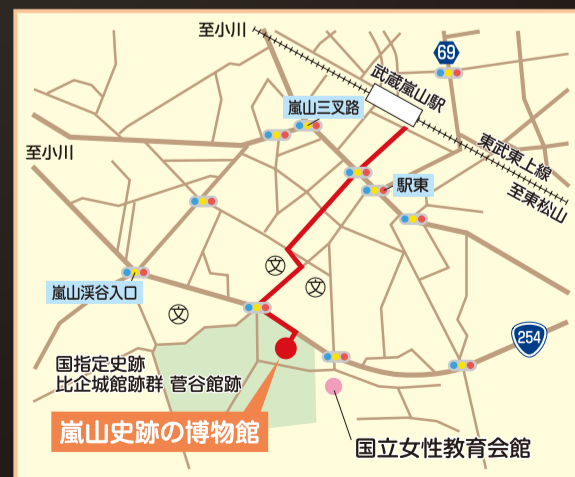 至小川
69
武蔵嵐山駅
嵐山三叉路
東武東上線
至小川
駅東
至東松山
文
文
嵐山渓谷入口
文
254
国指定史跡
比企城館跡群 菅谷館跡
嵐山史跡の博物館
国立女性教育会館